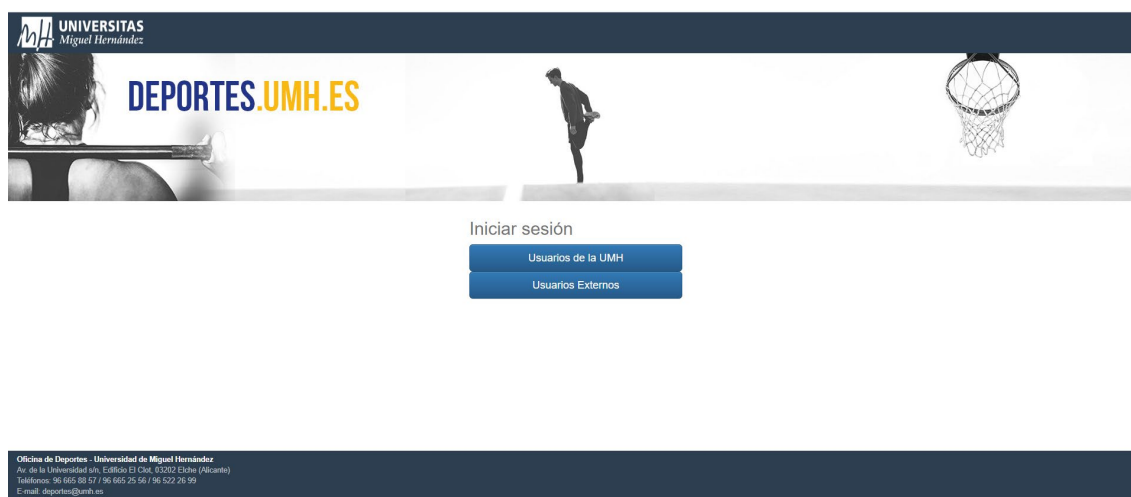 UNIVERSITAS
Miguel Hernández
DEPORTES.UMH.ES
Iniciar sesión
Usuarios de la UMH
Usuarios Externos
Oficina de Deportes - Universidad de Miguel Hernández
Av. de la Universidad s/n, Edificio El Clot, 03202 Elche (Alicante)
Teléfonos: 96 665 88 57 / 96 665 25 56 / 96 522 26 99
E-mail: deportes@umh.es